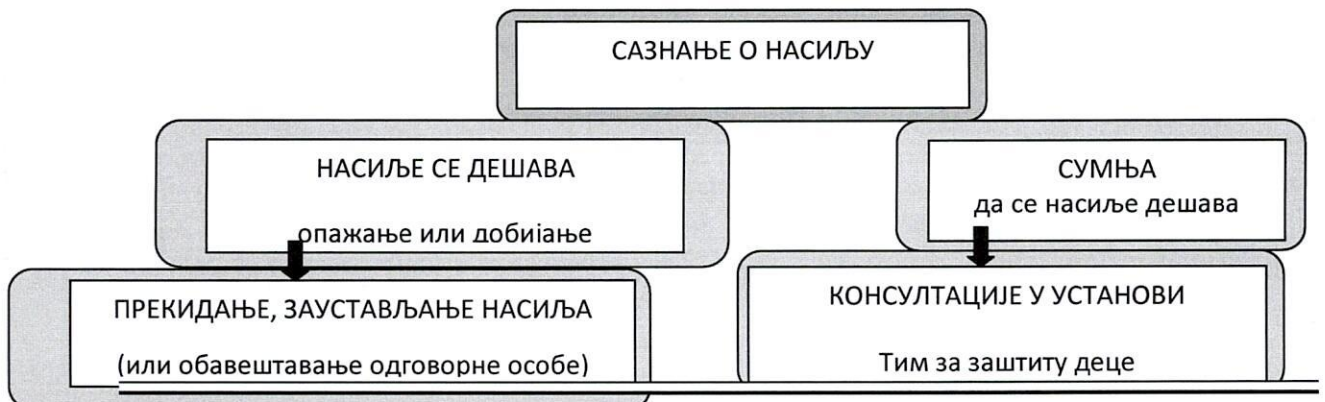 САЗНАЊЕ О НАСИЉУ
НАСИЉЕ СЕ ДЕШАВА
опажање или добијање
СУМЊА
да се насиље дешава
ПРЕКИДАЊЕ, ЗАУСТАВЉАЊЕ НАСИЉА
(или обавештавање одговорне особе)
КОНСУЛТАЦИЈЕ У УСТАНОВИ
Тим за заштиту деце